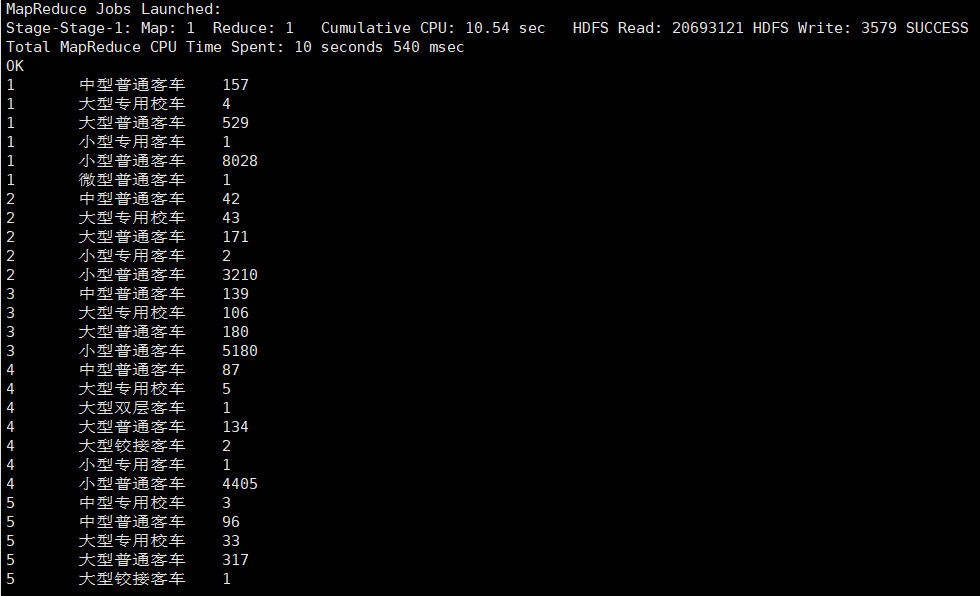 MapReduce Jobs Launched:
Stage-Stage-1: Map: 1  Reduce: 1   Cumulative CPU: 10.54 sec   HDFS Read: 20693121 HDFS Write: 3579 SUCCESS
Total MapReduce CPU Time Spent: 10 seconds 540 msec
OK
1	中型普通客车	157
1	大型专用校车	4
1	大型普通客车	529
1	小型专用客车	1
1	小型普通客车	8028
1	微型普通客车	1
2	中型普通客车	42
2	大型专用校车	43
2	大型普通客车	171
2	小型专用客车	2
2	小型普通客车	3210
3	中型普通客车	139
3	大型专用校车	106
3	大型普通客车	180
3	小型普通客车	5180
4	中型普通客车	87
4	大型专用校车	5
4	大型双层客车	1
4	大型普通客车	134
4	大型铰接客车	2
4	小型专用客车	1
4	小型普通客车	4405
5	中型专用校车	3
5	中型普通客车	96
5	大型专用校车	33
5	大型普通客车	317
5	大型铰接客车	1